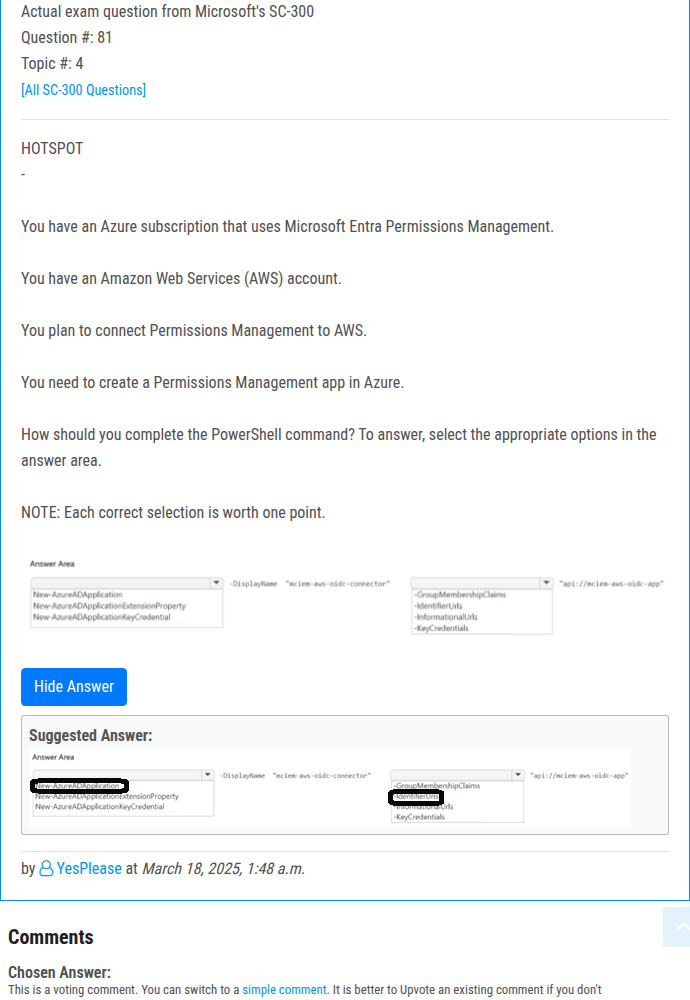 Actual exam question from Microsoft's SC-300
Question #: 81
Topic #: 4
[All SC-300 Questions]
HOTSPOT
-
You have an Azure subscription that uses Microsoft Entra Permissions Management.
You have an Amazon Web Services (AWS) account.
You plan to connect Permissions Management to AWS.
You need to create a Permissions Management app in Azure.
How should you complete the PowerShell command? To answer, select the appropriate options in the
answer area.
NOTE: Each correct selection is worth one point.
Answer Area
-DisplayName "mciem-aws-oidc-connector" "api://mciem-aws-oidc-app"
New-AzureADApplication -GroupMembershipClaims
New-AzureADApplicationExtensionProperty -IdentifierUrls
New-AzureADApplicationKeyCredential -InformationalUrls
-KeyCredentials
Hide Answer
Suggested Answer:
Answer Area
-DisplayName "mciem-aws-oidc-connector" "api://mciem-aws-oidc-app"
New-AzureADApplication -GroupMembershipClaims
New-AzureADApplicationExtensionProperty -IdentifierUrls
New-AzureADApplicationKeyCredential -InformationalUrls
-KeyCredentials
by YesPlease at March 18, 2025, 1:48 a.m.
Comments
Chosen Answer:
This is a voting comment. You can switch to a simple comment. It is better to Upvote an existing comment if you don't